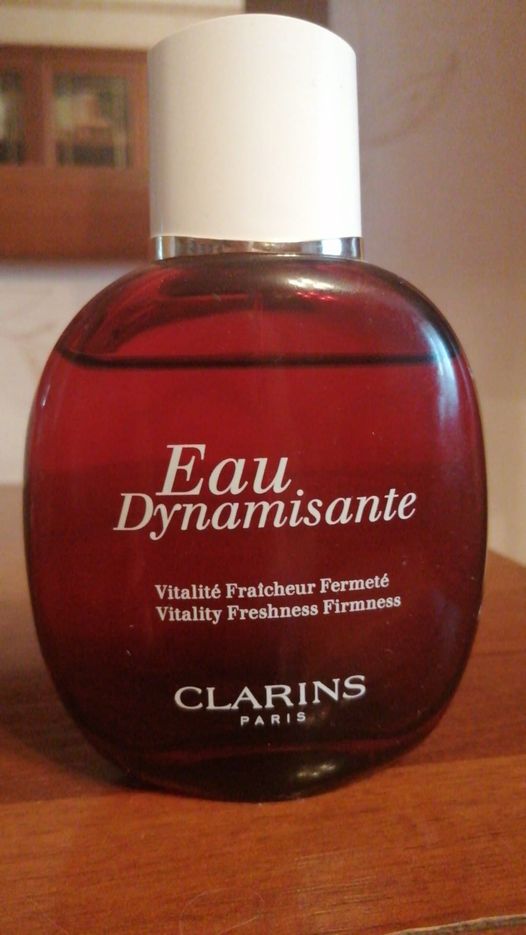 Eau
Dynamisante
Vitalité Fraîcheur Fermeté
Vitality Freshness Firmness
CLARINS
PARIS